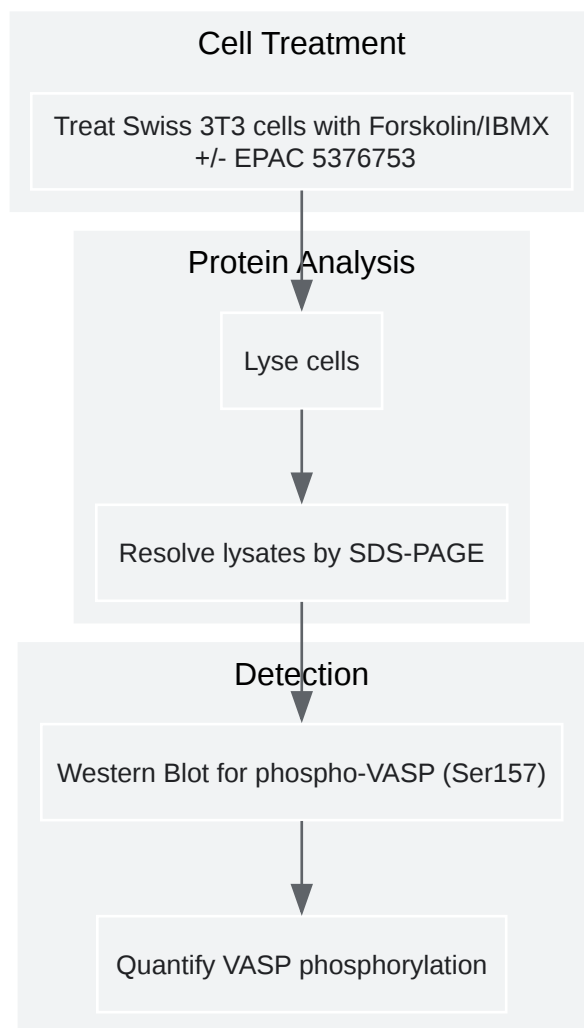 Cell Treatment
Treat Swiss 3T3 cells with Forskolin/IBMX
+/- EPAC 5376753
Protein Analysis
Lyse cells
Resolve lysates by SDS-PAGE
Detection
Western Blot for phospho-VASP (Ser157)
Quantify VASP phosphorylation